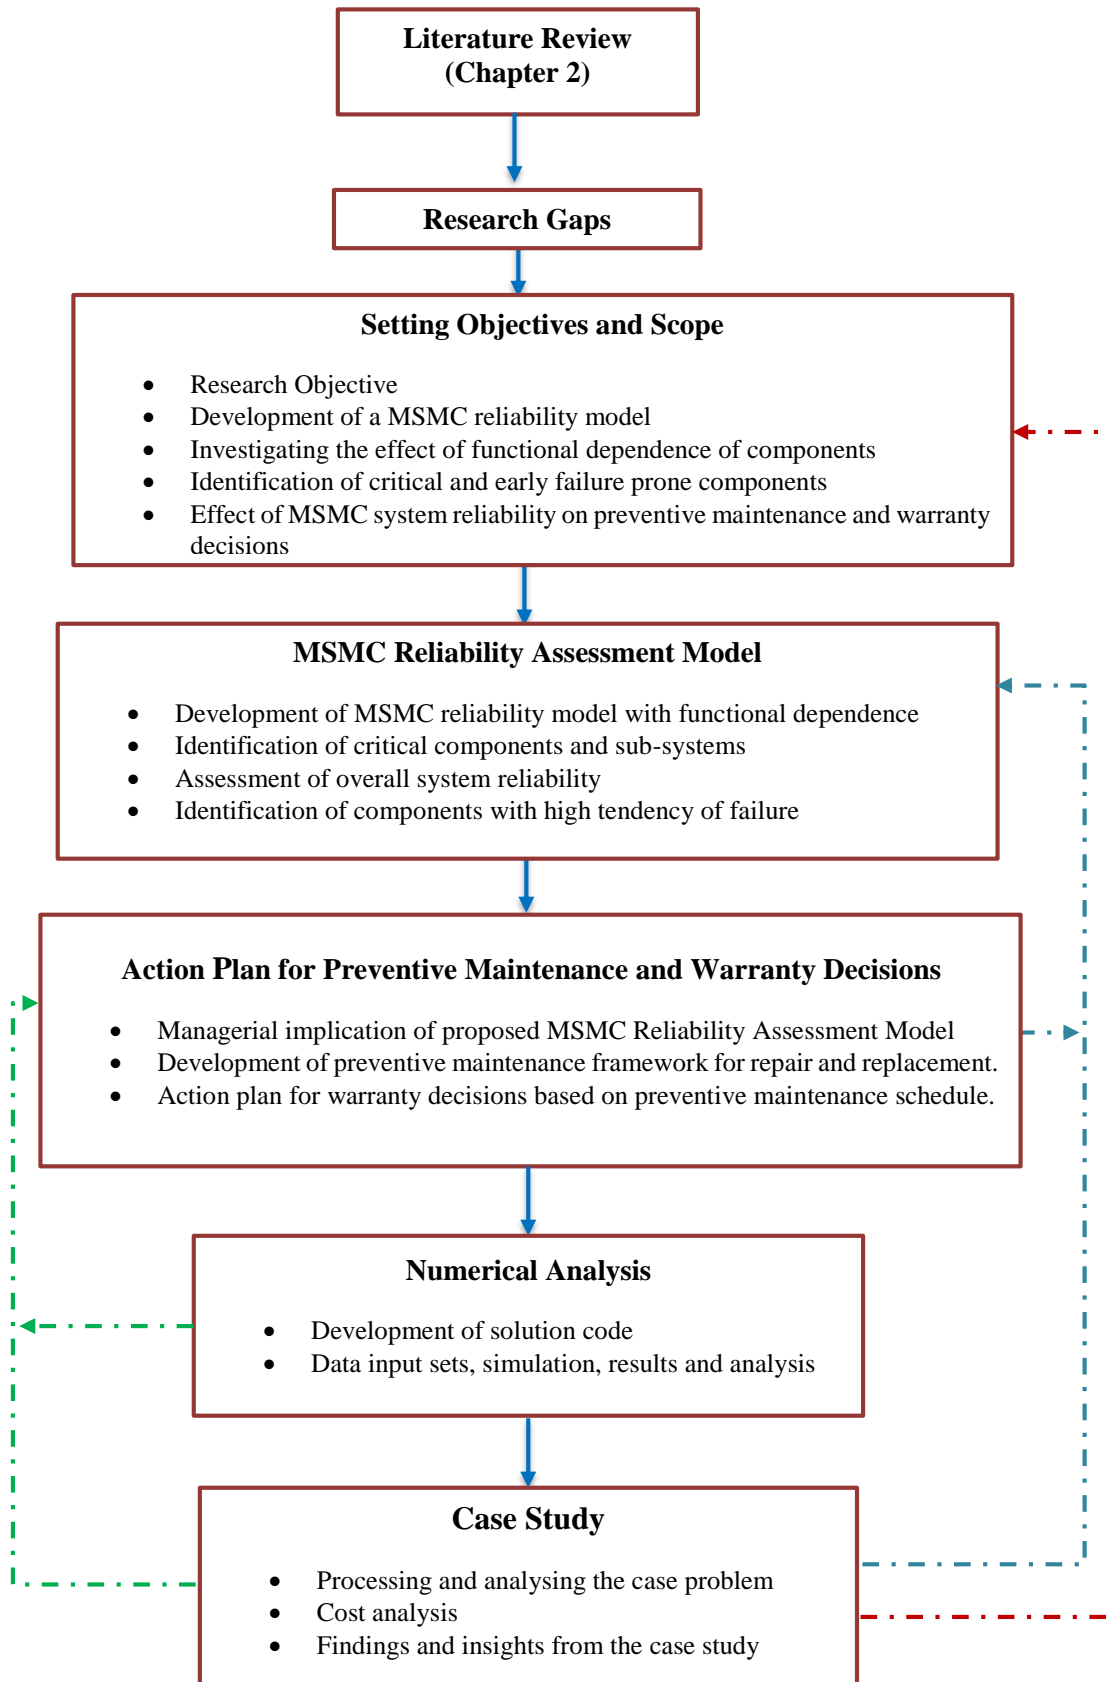 Literature Review
(Chapter 2)
Research Gaps
Setting Objectives and Scope
• Research Objective
• Development of a MSMC reliability model
• Investigating the effect of functional dependence of components
• Identification of critical and early failure prone components
• Effect of MSMC system reliability on preventive maintenance and warranty
decisions
MSMC Reliability Assessment Model
• Development of MSMC reliability model with functional dependence
• Identification of critical components and sub-systems
• Assessment of overall system reliability
• Identification of components with high tendency of failure
Action Plan for Preventive Maintenance and Warranty Decisions
• Managerial implication of proposed MSMC Reliability Assessment Model
• Development of preventive maintenance framework for repair and replacement.
• Action plan for warranty decisions based on preventive maintenance schedule.
Numerical Analysis
• Development of solution code
• Data input sets, simulation, results and analysis
Case Study
• Processing and analysing the case problem
• Cost analysis
• Findings and insights from the case study